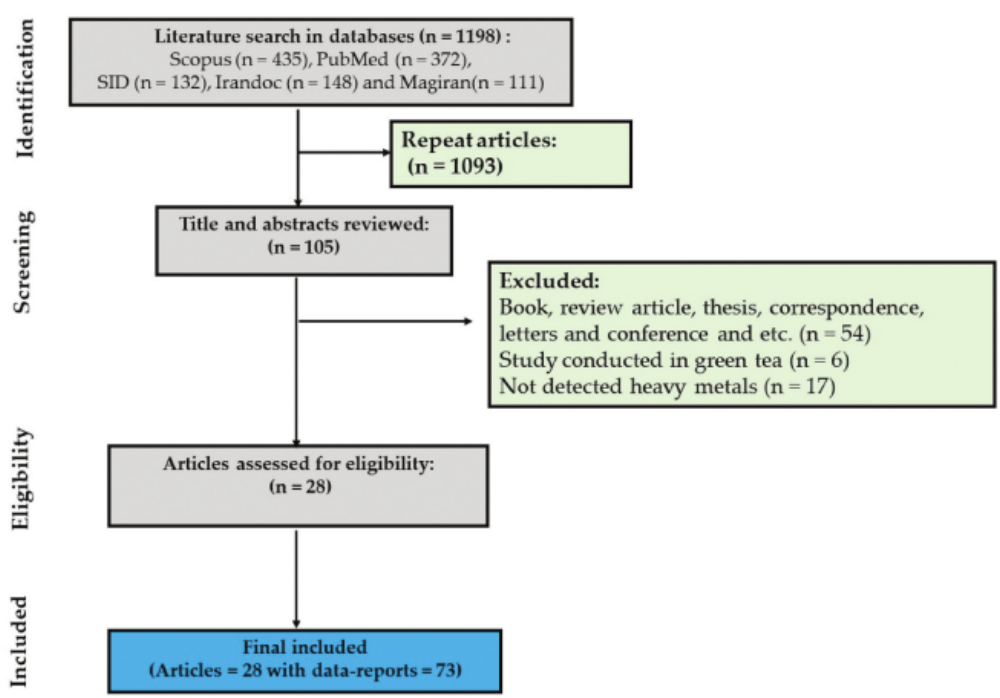 Identification
Literature search in databases (n = 1198) :
Scopus (n = 435), PubMed (n = 372),
SID (n = 132), Irandoc (n = 148) and Magiran(n = 111)
Repeat articles:
(n = 1093)
Screening
Title and abstracts reviewed:
(n = 105)
Excluded:
Book, review article, thesis, correspondence,
letters and conference and etc. (n = 54)
Study conducted in green tea (n = 6)
Not detected heavy metals (n = 17)
Eligibility
Articles assessed for eligibility:
(n = 28)
Included
Final included
(Articles = 28 with data-reports = 73)